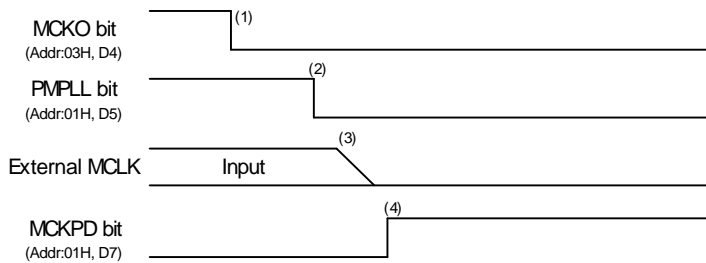 MCKO bit
(Addr:03H, D4)
(1)
PMPLL bit
(Addr:01H, D5)
(2)
External MCLK
Input
(3)
MCKPD bit
(Addr:01H, D7)
(4)